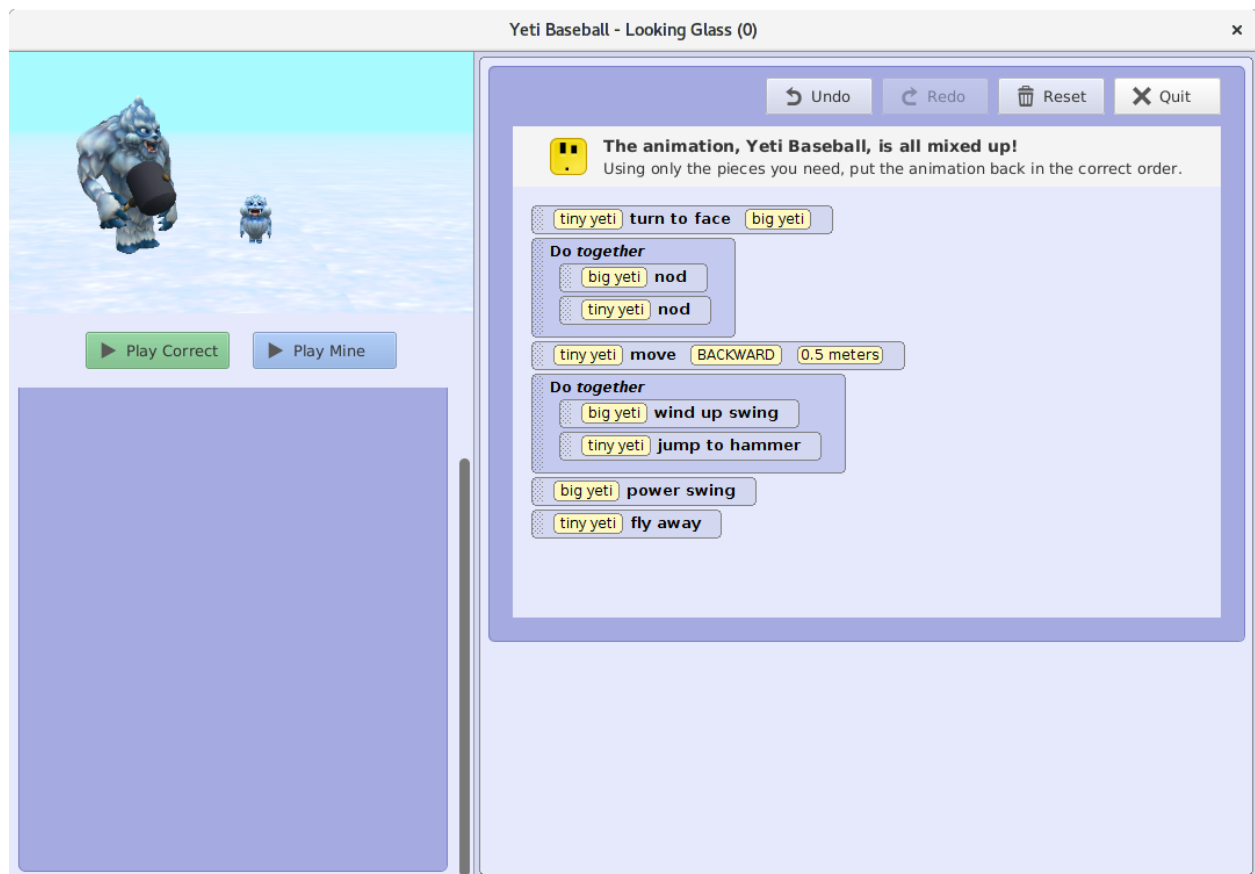 Yeti Baseball - Looking Glass (0)
Undo
Redo
Reset
Quit
The animation, Yeti Baseball, is all mixed up!
Using only the pieces you need, put the animation back in the correct order.
Play Correct
Play Mine
tiny yeti turn to face big yeti
Do together
big yeti nod
tiny yeti nod
tiny yeti move BACKWARD 0.5 meters
Do together
big yeti wind up swing
tiny yeti jump to hammer
big yeti power swing
tiny yeti fly away